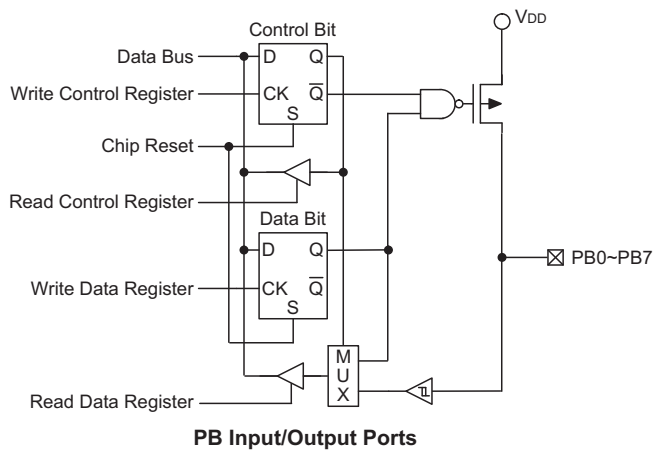 Control Bit
VDD
Data Bus
D
Q
Write Control Register
CK
Q
S
Chip Reset
Read Control Register
Data Bit
D
Q
PB0~PB7
Write Data Register
CK
Q
S
M
U
X
Read Data Register
PB Input/Output Ports